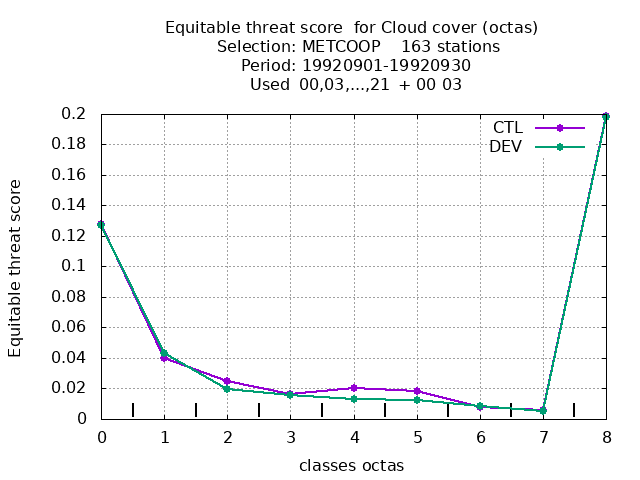 Equitable threat score  for Cloud cover (octas)
Selection: METCOOP    163 stations
Period: 19920901-19920930
Used  00,03,...,21  + 00 03
CTL
DEV
Equitable threat score
0.2
0.18
0.16
0.14
0.12
0.1
0.08
0.06
0.04
0.02
0
0 1 2 3 4 5 6 7 8
classes octas